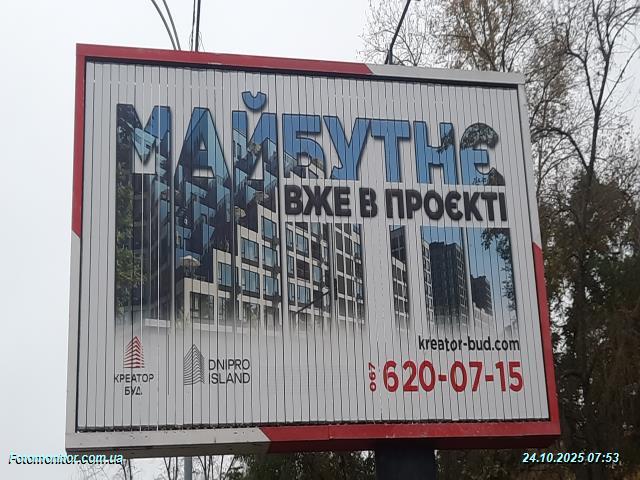 МАЙБУТНЄ
ВЖЕ В ПРОЄКТІ
kreator-bud.com
067 620-07-15
КРЕАТОР
БУД
DNIPRO
ISLAND
Fotomonitor.com.ua
24.10.2025 07:53